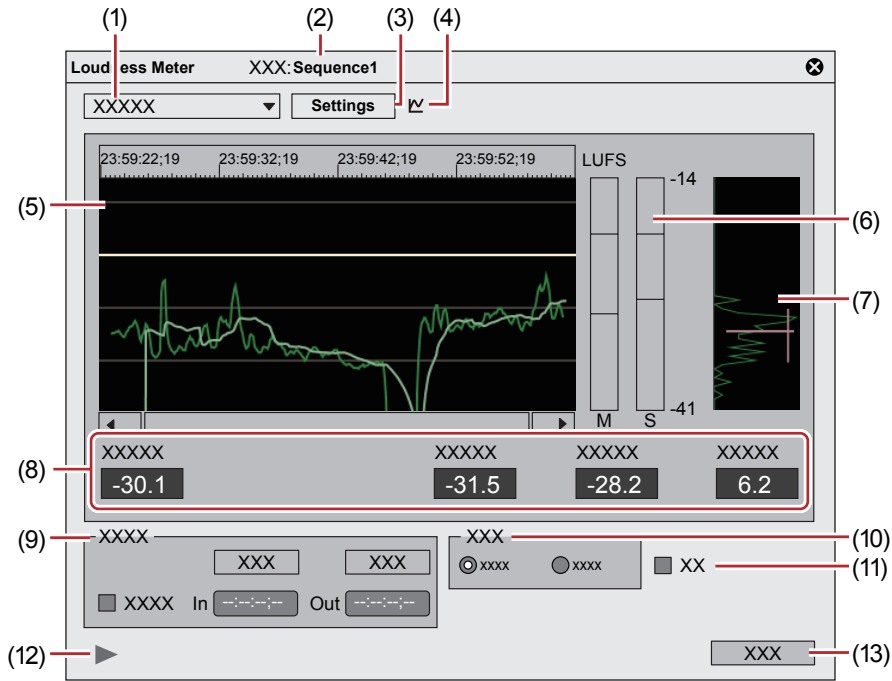 (1) (2) (3) (4)
Loudness Meter XXX: Sequence1
XXXXX Settings
23:59:22;19 23:59:32;19 23:59:42;19 23:59:52;19 LUFS
-14
(5) (6)
(7)
-41
M S
(8) XXXXX XXXXX XXXXX XXXXX
-30.1 -31.5 -28.2 6.2
(9) XXXX XXX (10)
XXX XXX xxxx xxxx XX (11)
XXXX In --:--:--;-- Out --:--:--;--
(12) XXX (13)